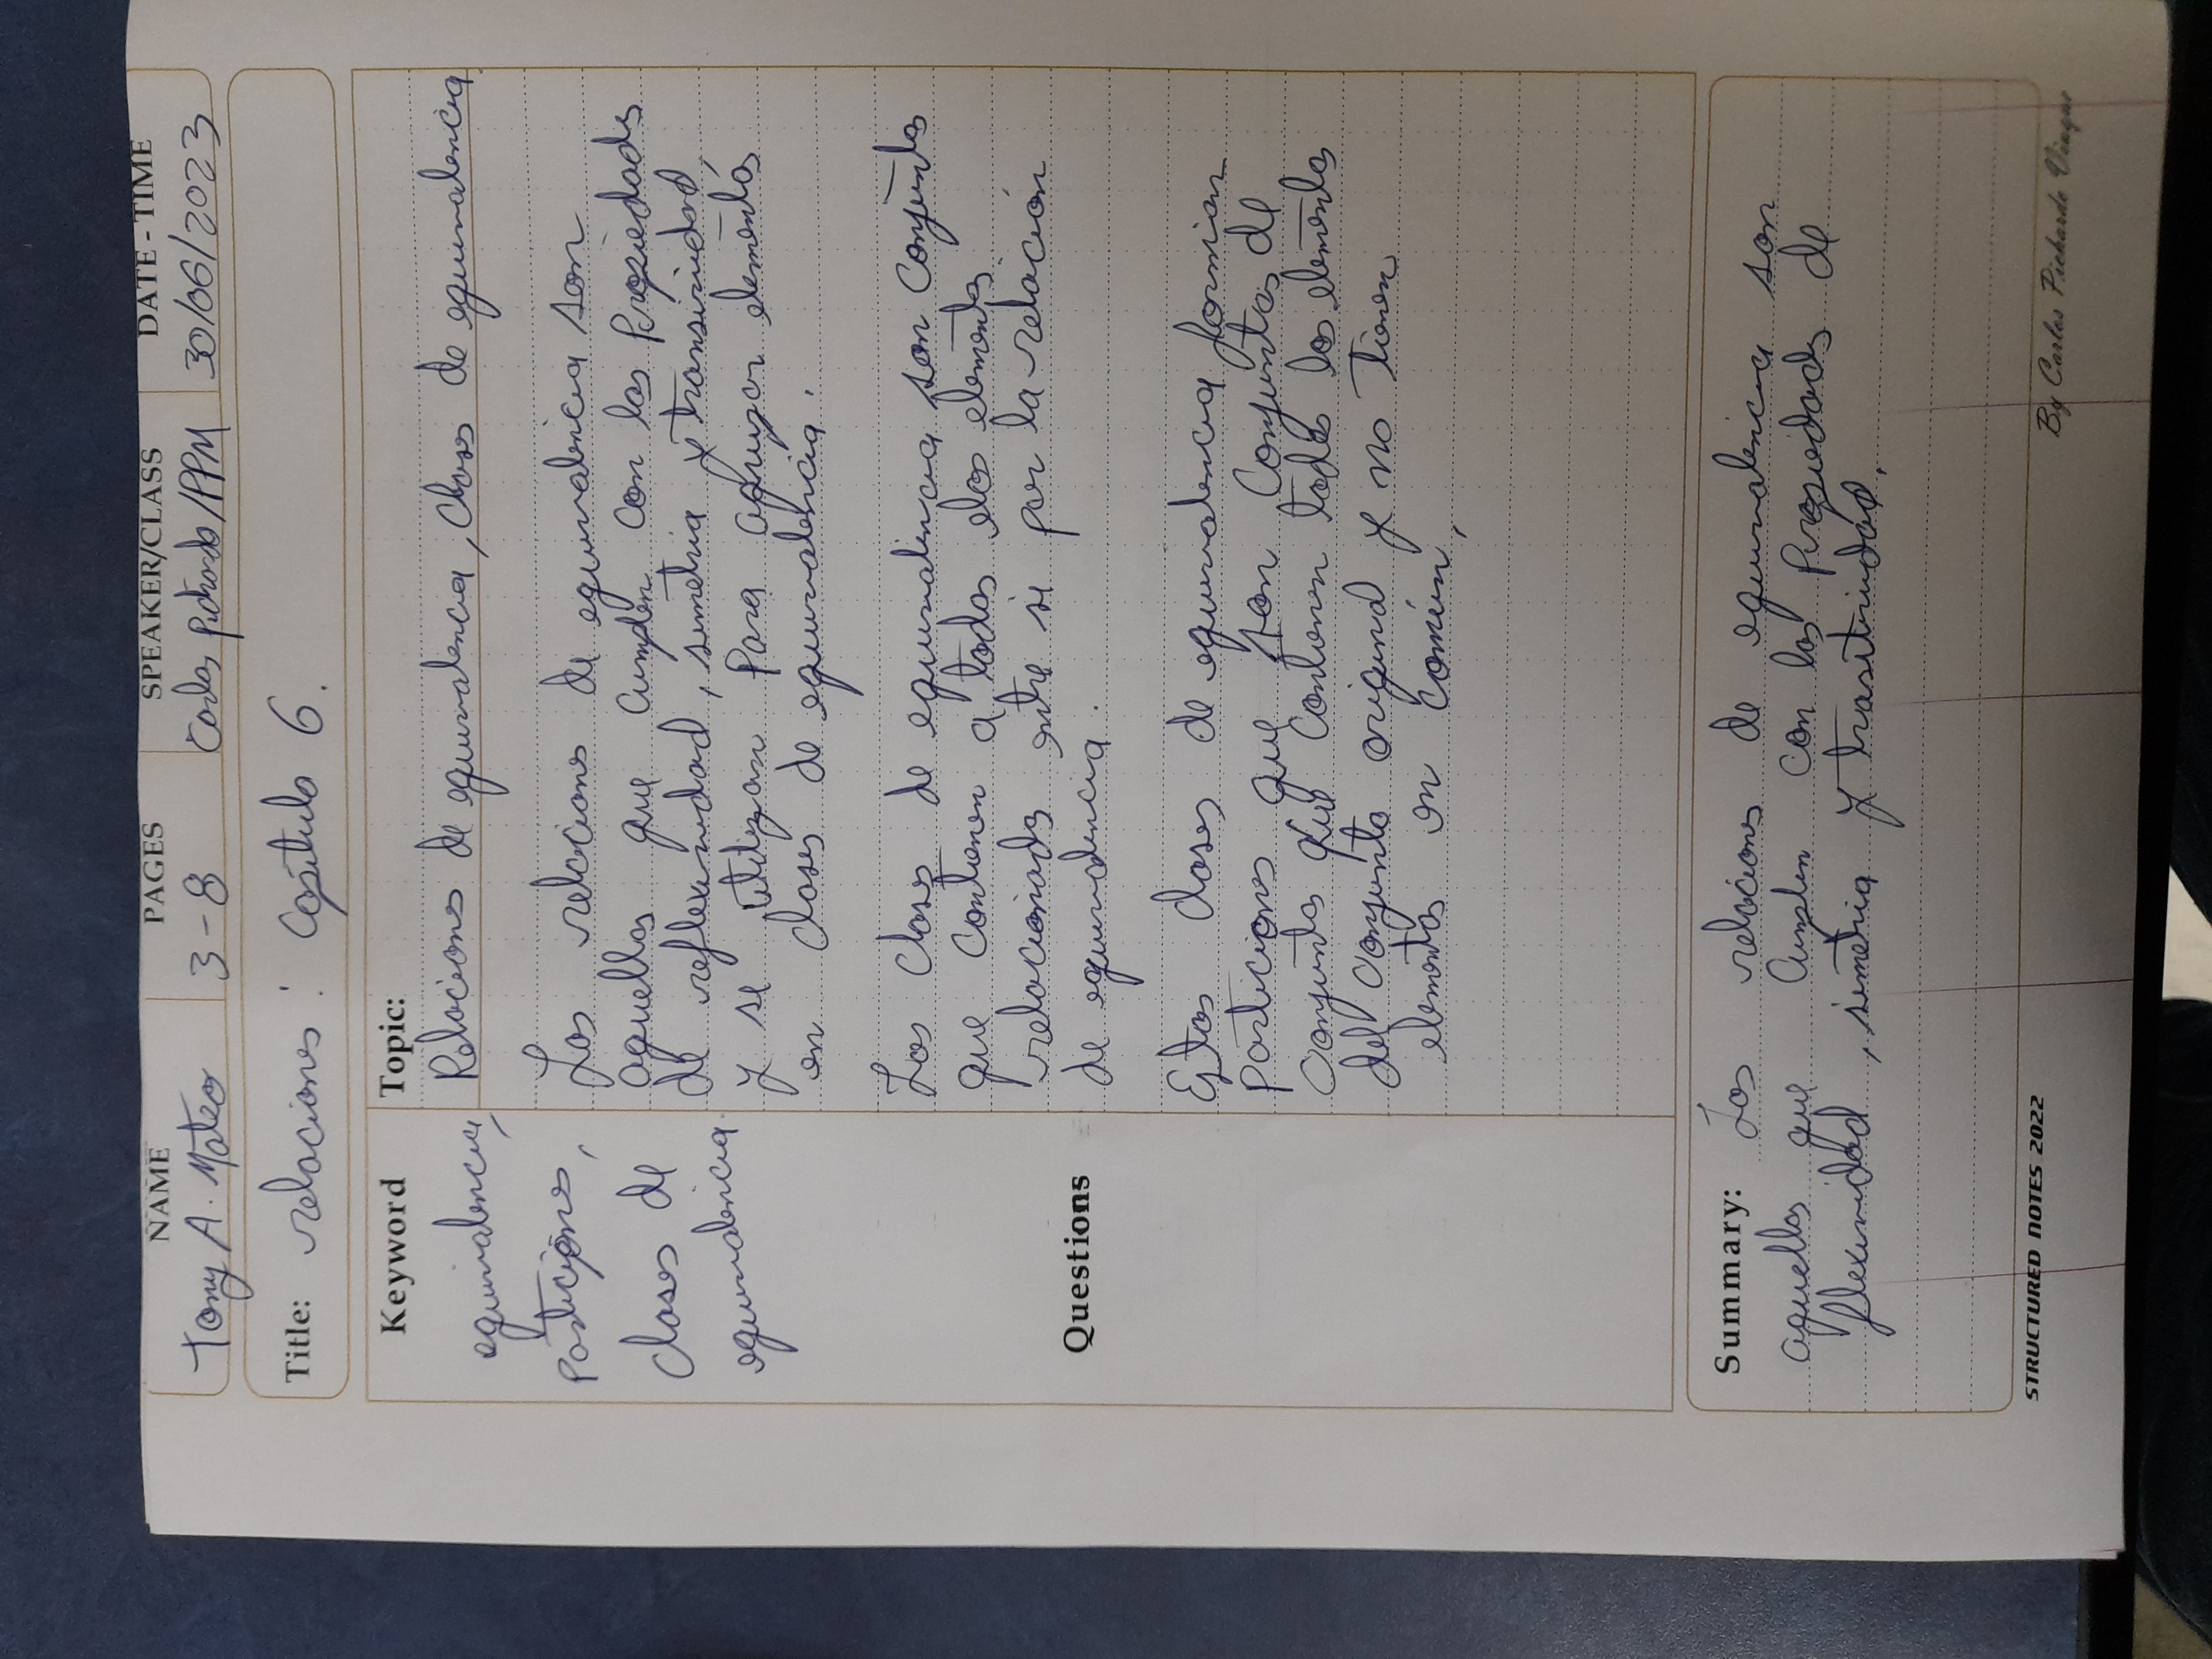 NAME PAGES SPEAKER/CLASS DATE - TIME
Tony A. Mateo 3-8 Carlos Pichardo/PPM 30/06/2023
Title: relaciones: Capítulo 6.
Keyword
equivalencia,
Particiones,
clases de
equivalencia.
Questions
Topic:
Relaciones de equivalencia, Clases de equivalencia
Las relaciones de equivalencia son
aquellas que cumplen con las Propiedades
de reflexividad, simetria y transividad,
y se utilizan Para agrupar elementos
en clases de equivalencia.
Las clases de equivalencia son Conjuntos
que contienen a todos elos elementos
relacionados entre si por la relación
de equivalencia.
Estas clases de equivalencia forman
Particiones que son Conjuntos de
Conjuntos que Contienen todos los elementos
del Conjunto original y no tienen
elementos en común,
Summary: Las relaciones de equivalencia son
aquellas que Cumplen con las Propiedades de
flexividad, simetria y trasitividad.
STRUCTURED NOTES 2022
By Carlos Pichardo Viuque